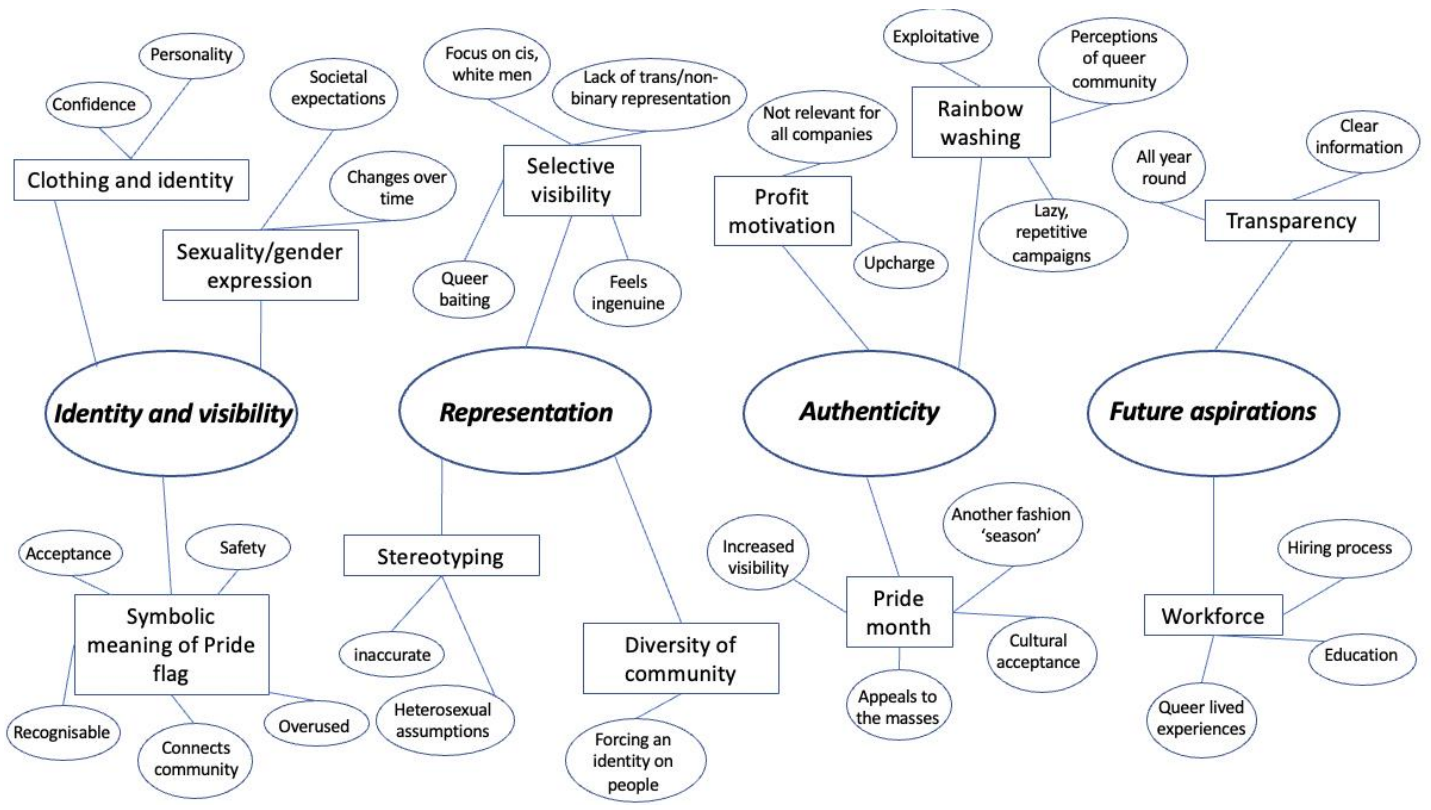 Personality
Confidence
Clothing and identity
Societal
expectations
Changes over
time
Sexuality/gender
expression
Identity and visibility
Acceptance
Safety
Symbolic
meaning of Pride
flag
Recognisable
Connects
community
Overused
Focus on cis,
white men
Lack of trans/non-
binary representation
Selective
visibility
Queer
baiting
Feels
ingenuine
Representation
Stereotyping
inaccurate
Heterosexual
assumptions
Diversity of
community
Forcing an
identity on
people
Not relevant for
all companies
Profit
motivation
Upcharge
Exploitative
Perceptions
of queer
community
Rainbow
washing
Lazy,
repetitive
campaigns
Authenticity
Increased
visibility
Another fashion
‘season’
Pride
month
Cultural
acceptance
Appeals to
the masses
All year
round
Clear
information
Transparency
Future aspirations
Hiring process
Workforce
Education
Queer lived
experiences